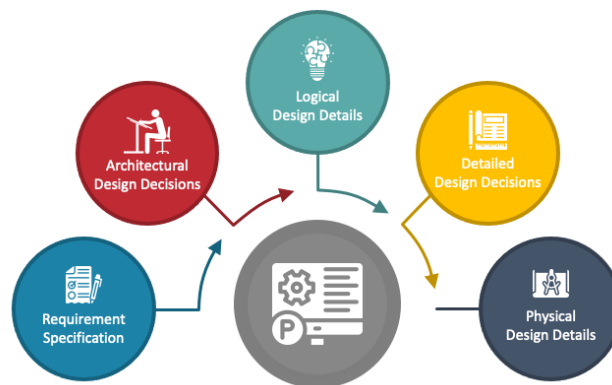 Requirement
Specification
Architectural
Design Decisions
Logical
Design Details
Detailed
Design Decisions
Physical
Design Details
P